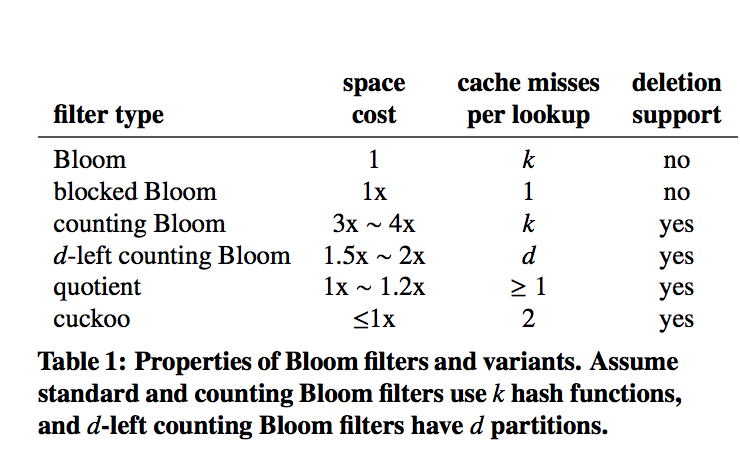 space cache misses deletion
filter type cost per lookup support
Bloom 1 k no
blocked Bloom 1x 1 no
counting Bloom 3x ~ 4x k yes
d-left counting Bloom 1.5x ~ 2x d yes
quotient 1x ~ 1.2x ≥ 1 yes
cuckoo ≤1x 2 yes
Table 1: Properties of Bloom filters and variants. Assume
standard and counting Bloom filters use k hash functions,
and d-left counting Bloom filters have d partitions.